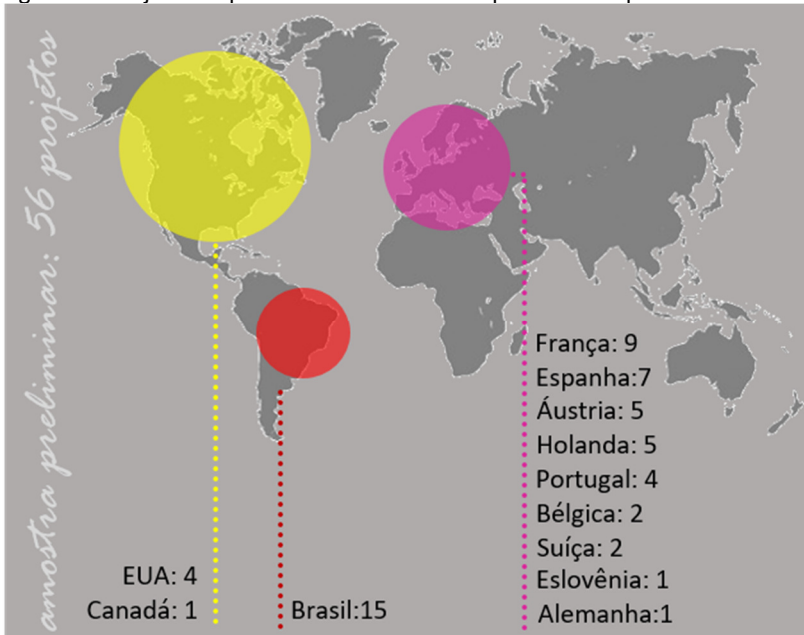 amostra preliminar: 56 projetos
França: 9
Espanha:7
Áustria: 5
Holanda: 5
Portugal: 4
Bélgica: 2
Suíça: 2
Eslovênia: 1
Alemanha:1
EUA: 4
Canadá: 1
Brasil:15